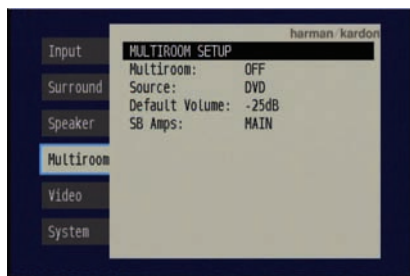 harman/kardon
Input
Surround
Speaker
Multiroom
Video
System
MULTIROOM SETUP
Multiroom: OFF
Source: DVD
Default Volume: -25dB
SB Amps: MAIN